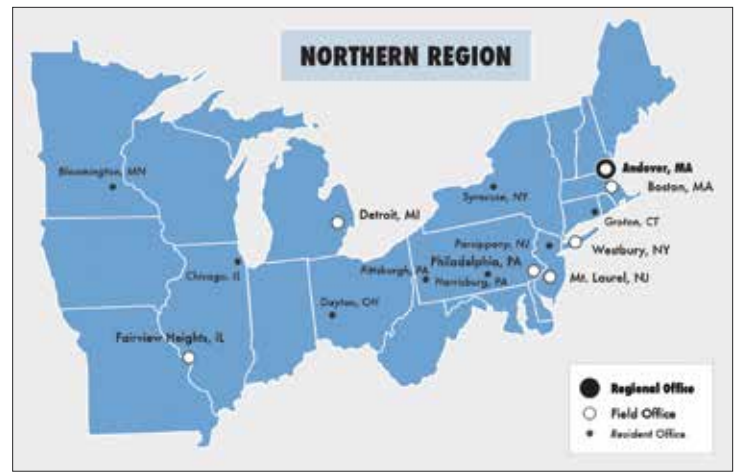 NORTHERN REGION
Bloomington, MN
Andover, MA
Boston, MA
Syracuse, NY
Groton, CT
Detroit, MI
Parsippany, NJ
Westbury, NY
Philadelphia, PA
Chicago, IL
Pittsburgh, PA
Harrisburg, PA
Mt. Laurel, NJ
Dayton, OH
Fairview Heights, IL
Regional Office
Field Office
Resident Office